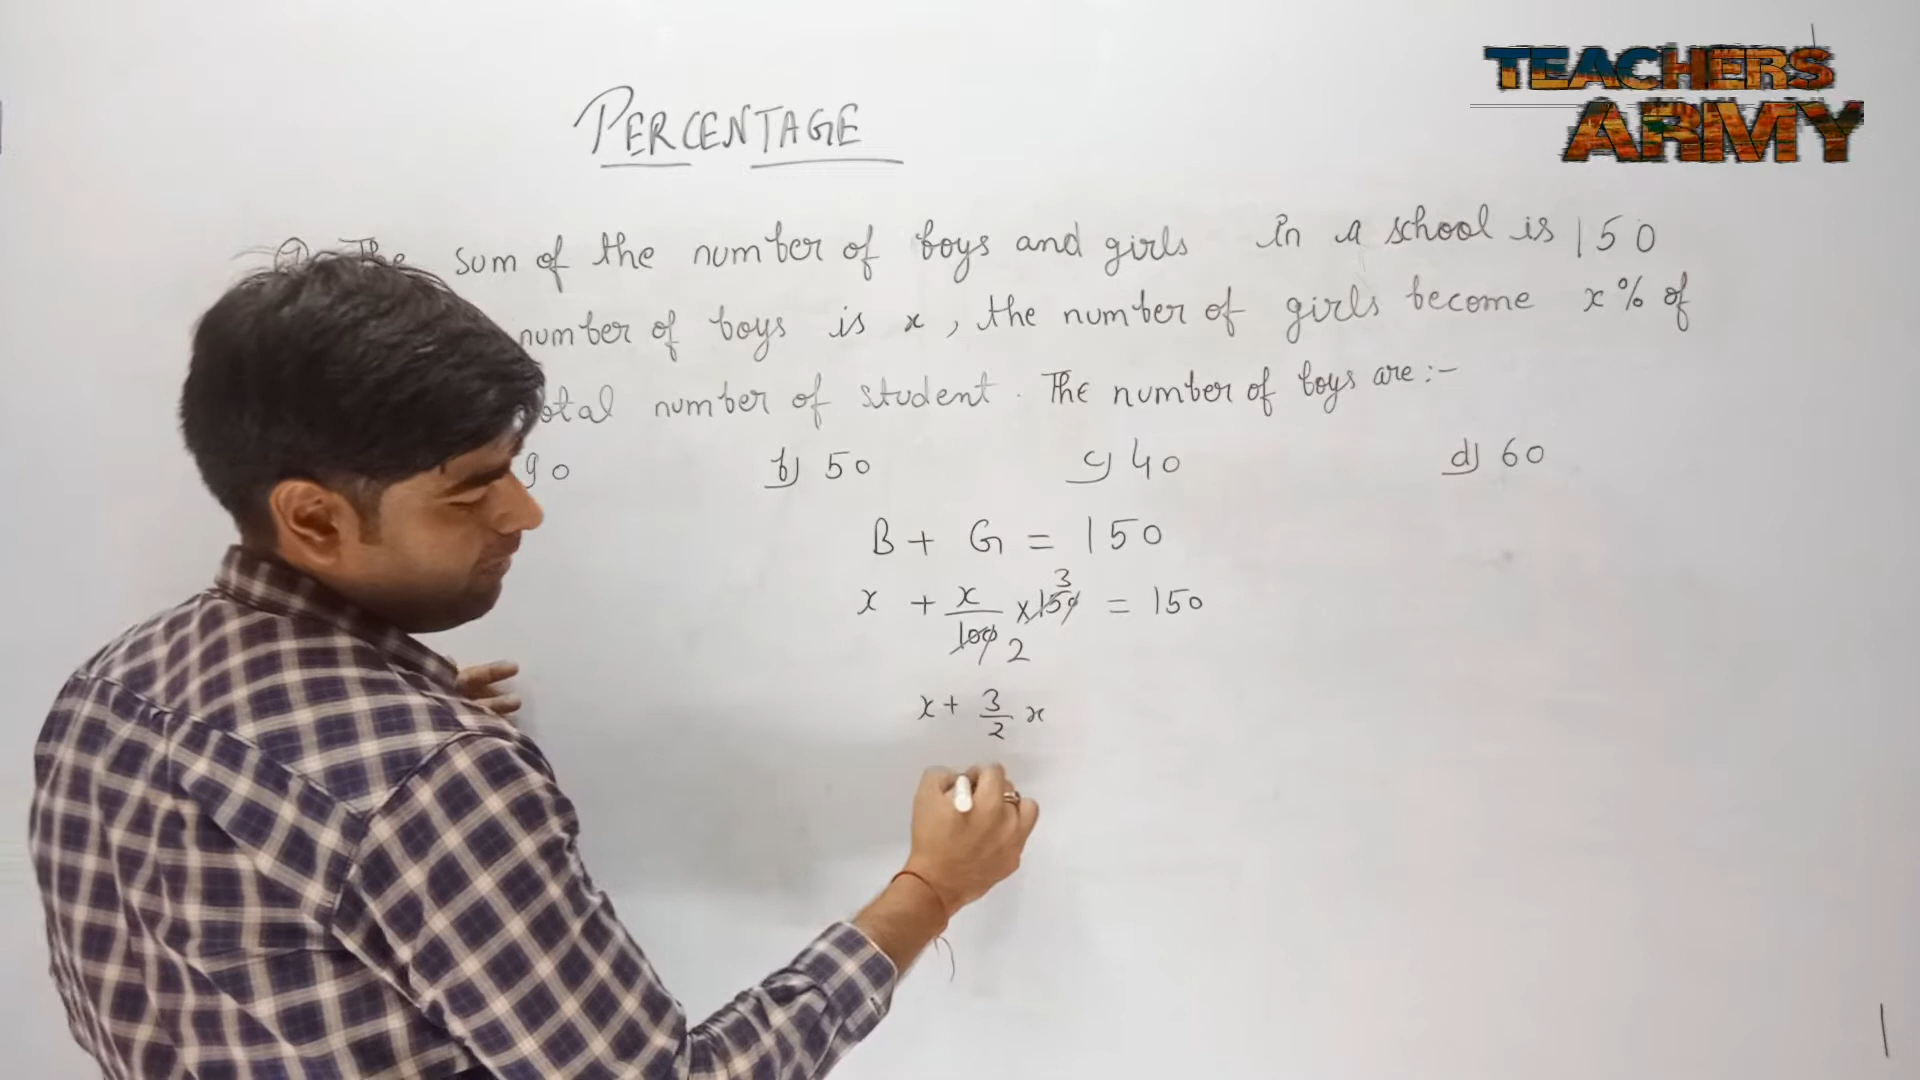 TEACHERS
ARMY
PERCENTAGE
Q. The sum of the number of boys and girls in a school is 150
number of boys is x, the number of girls become x% of
total number of student. The number of boys are:-
90 b) 50 c) 40 d) 60
B + G = 150
x + x/100 × 150 = 150
3
2
x + 3/2 x